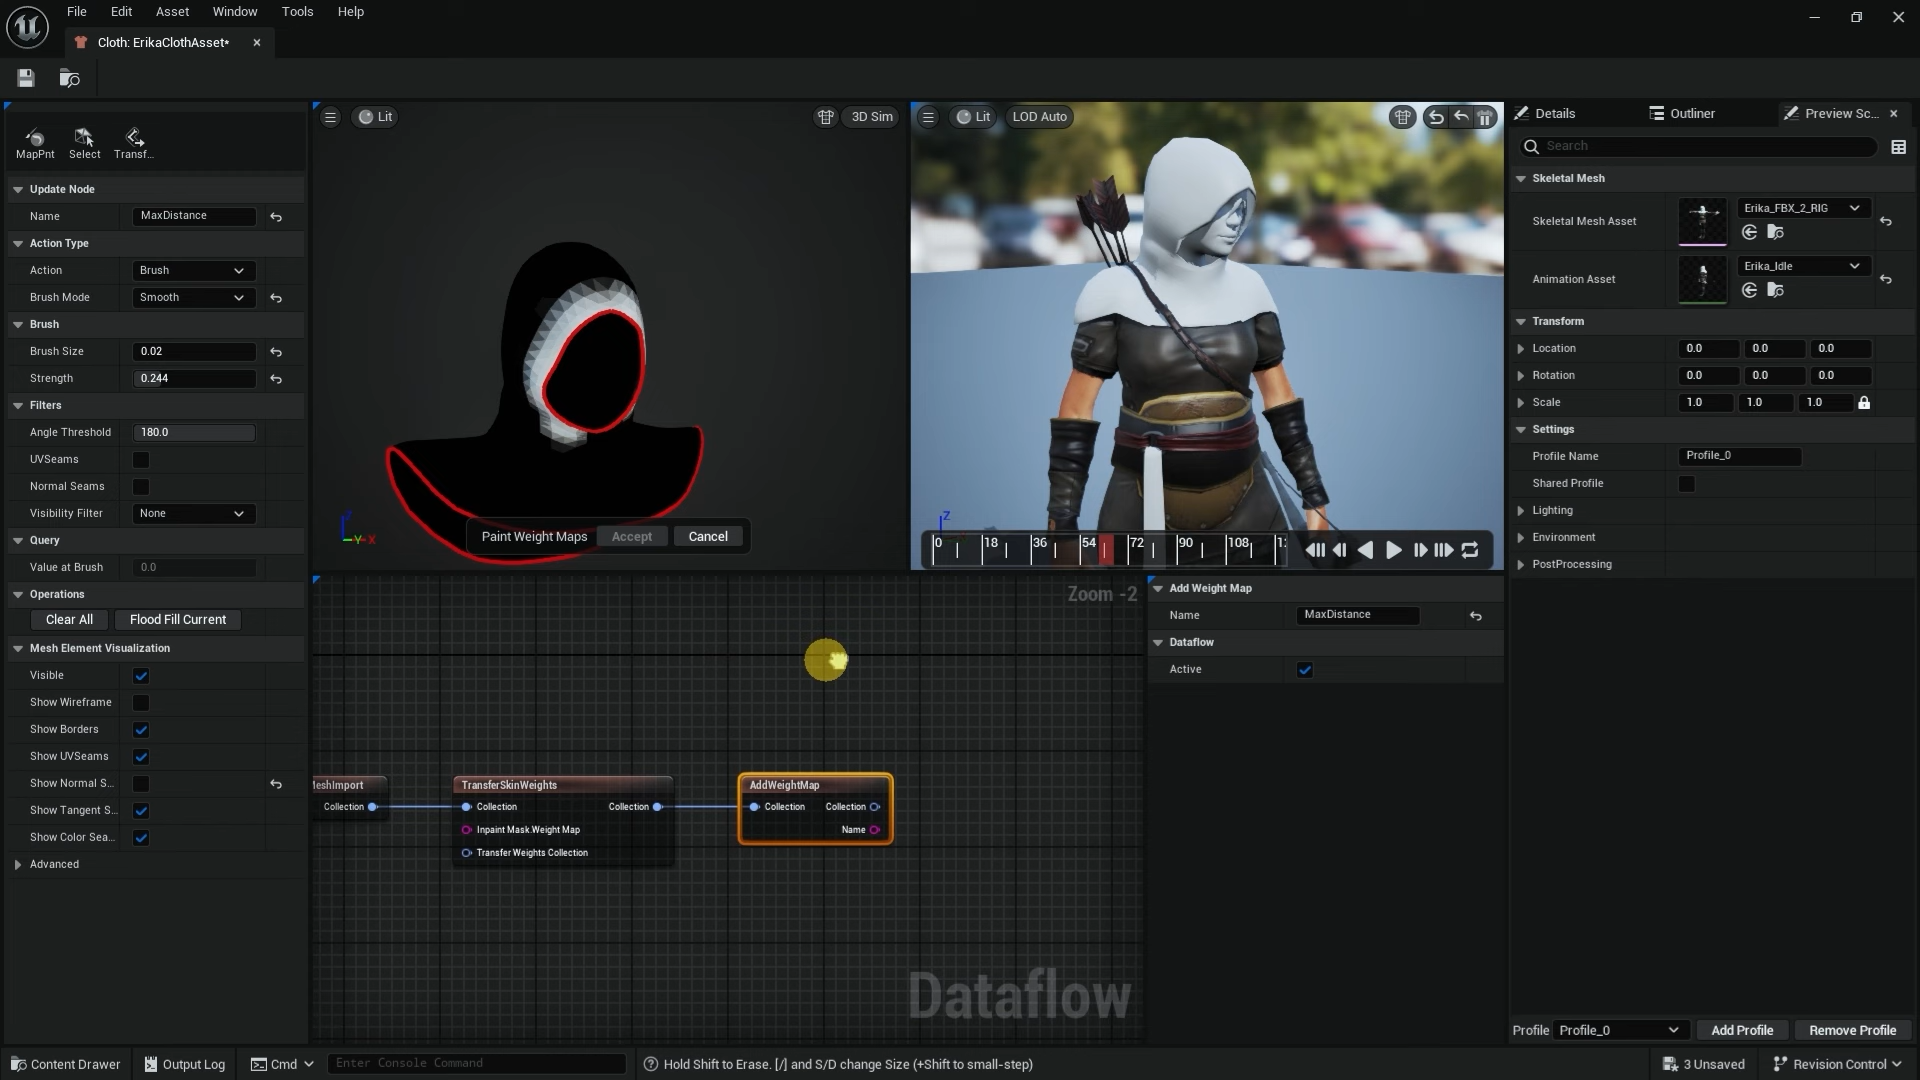 File Edit Asset Window Tools Help
Cloth: ErikaClothAsset*
MapPnt Select Transf...
Update Node
Name MaxDistance
Action Type
Action Brush
Brush Mode Smooth
Brush
Brush Size 0.02
Strength 0.244
Filters
Angle Threshold 180.0
UVSeams
Normal Seams
Visibility Filter None
Query
Value at Brush 0.0
Operations
Clear All Flood Fill Current
Mesh Element Visualization
Visible
Show Wireframe
Show Borders
Show UVSeams
Show Normal S...
Show Tangent S...
Show Color Sea...
Advanced
Lit 3D Sim
Z
Y X
Paint Weight Maps Accept Cancel
Lit LOD Auto
Z
0 18 36 54 72 90 108
Zoom -2
MeshImport
Collection
TransferSkinWeights
Collection Collection
Inpaint Mask.Weight Map
Transfer Weights Collection
AddWeightMap
Collection Collection
Name
Dataflow
Add Weight Map
Name MaxDistance
Dataflow
Active
Details Outliner Preview Sc...
Search
Skeletal Mesh
Skeletal Mesh Asset Erika_FBX_2_RIG
Animation Asset Erika_Idle
Transform
Location 0.0 0.0 0.0
Rotation 0.0 0.0 0.0
Scale 1.0 1.0 1.0
Settings
Profile Name Profile_0
Shared Profile
Lighting
Environment
PostProcessing
Profile Profile_0 Add Profile Remove Profile
Content Drawer Output Log Cmd Enter Console Command Hold Shift to Erase. [/] and S/D change Size (+Shift to small-step) 3 Unsaved Revision Control